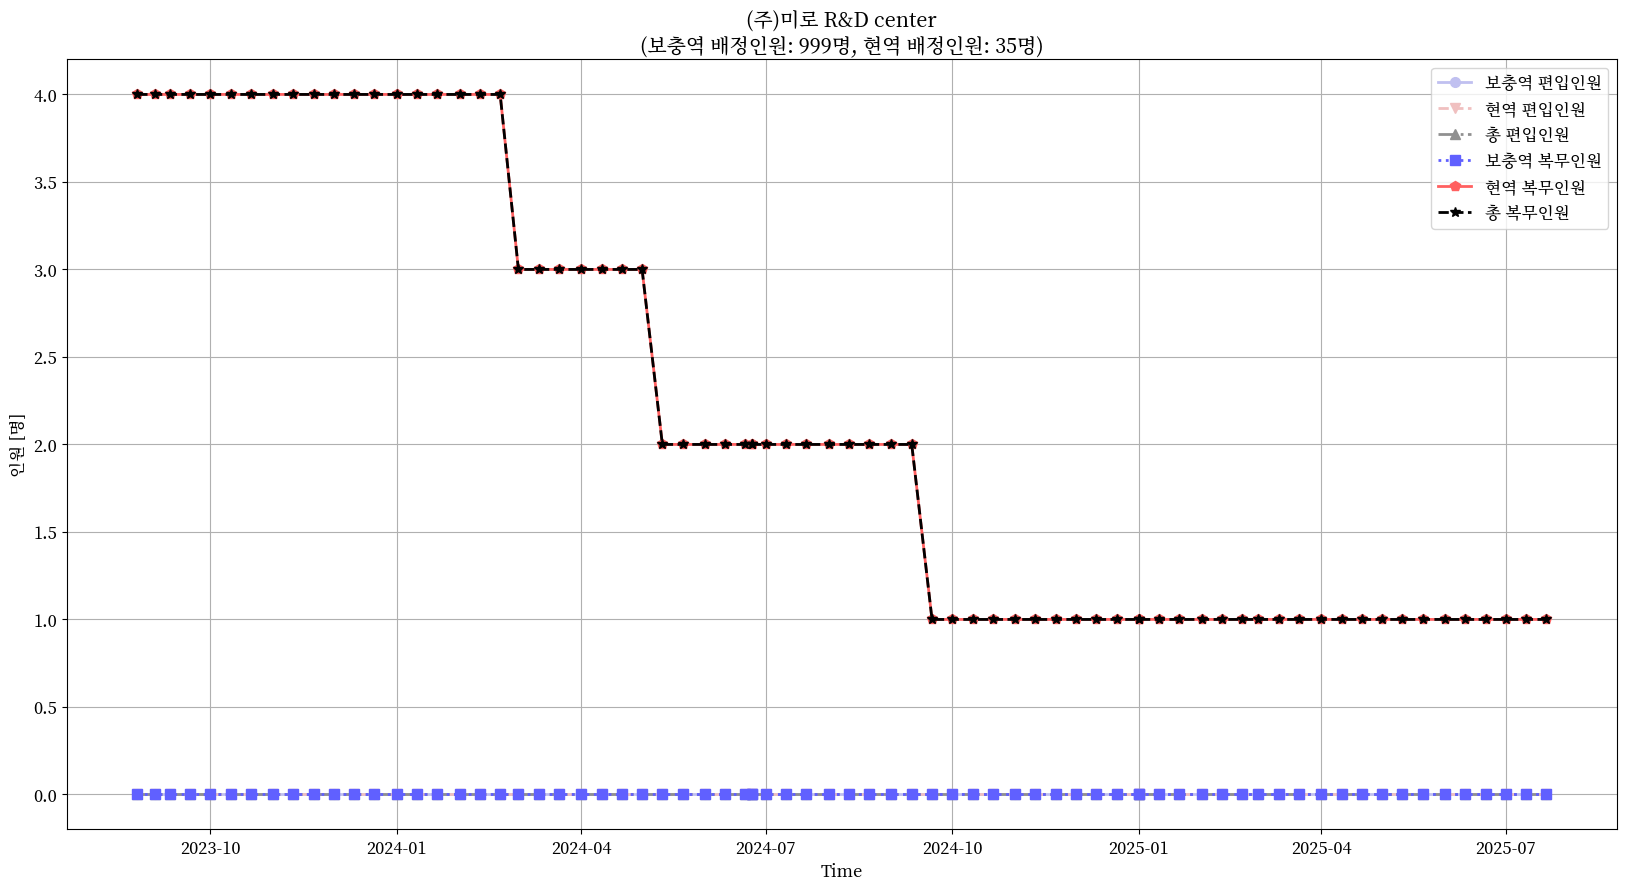 (주)미로 R&D center
(보충역 배정인원: 999명, 현역 배정인원: 35명)
보충역 편입인원
현역 편입인원
총 편입인원
보충역 복무인원
현역 복무인원
총 복무인원
4.0
3.5
3.0
2.5
2.0
1.5
1.0
0.5
0.0
인원 [명]
2023-10 2024-01 2024-04 2024-07 2024-10 2025-01 2025-04 2025-07
Time